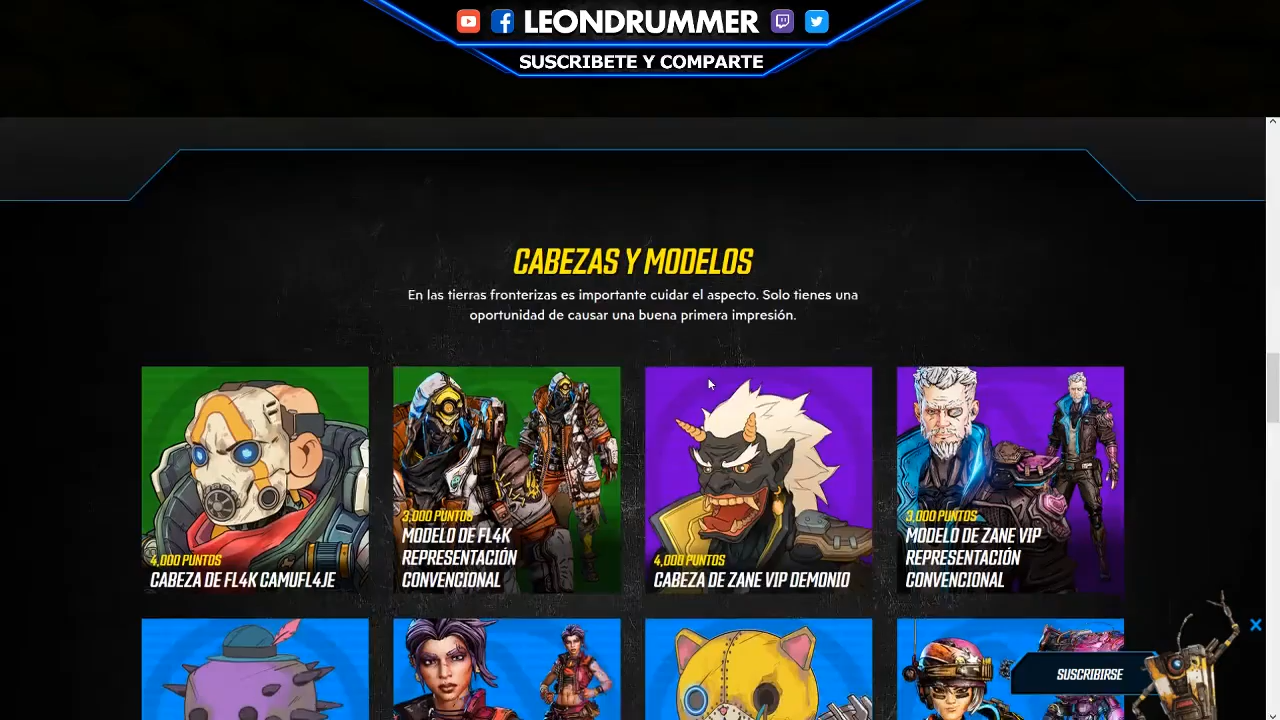 LEONDRUMMER
SUSCRIBETE Y COMPARTE
CABEZAS Y MODELOS
En las tierras fronterizas es importante cuidar el aspecto. Solo tienes una
oportunidad de causar una buena primera impresión.
4,000 PUNTOS
CABEZA DE FL4K CAMUFL4JE
3,000 PUNTOS
MODELO DE FL4K
REPRESENTACIÓN
CONVENCIONAL
4,000 PUNTOS
CABEZA DE ZANE VIP DEMONIO
3,000 PUNTOS
MODELO DE ZANE VIP
REPRESENTACIÓN
CONVENCIONAL
SUSCRIBIRSE